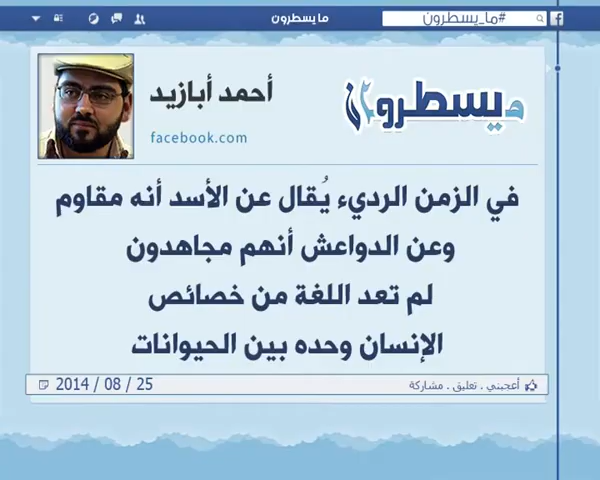 ما يسطرون
#ما_يسطرون
ما يسطرون
أحمد أبازيد
facebook.com
في الزمن الرديء يُقال عن الأسد أنه مقاوم
وعن الدواعش أنهم مجاهدون
لم تعد اللغة من خصائص
الإنسان وحده بين الحيوانات
أعجبني . تعليق . مشاركة
25 / 08 / 2014